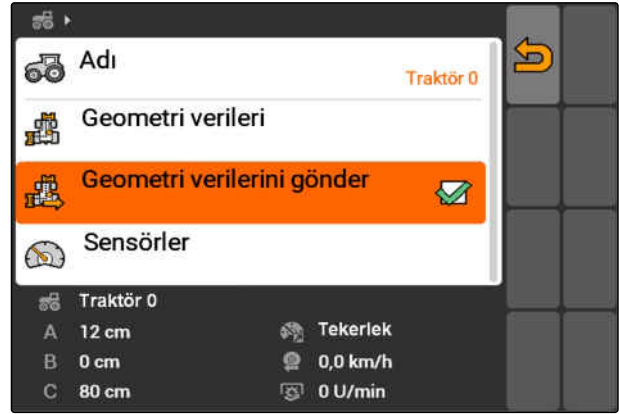 Adı
Traktör 0
Geometri verileri
Geometri verilerini gönder
Sensörler
Traktör 0
A 12 cm Tekerlek
B 0 cm 0,0 km/h
C 80 cm 0 U/min